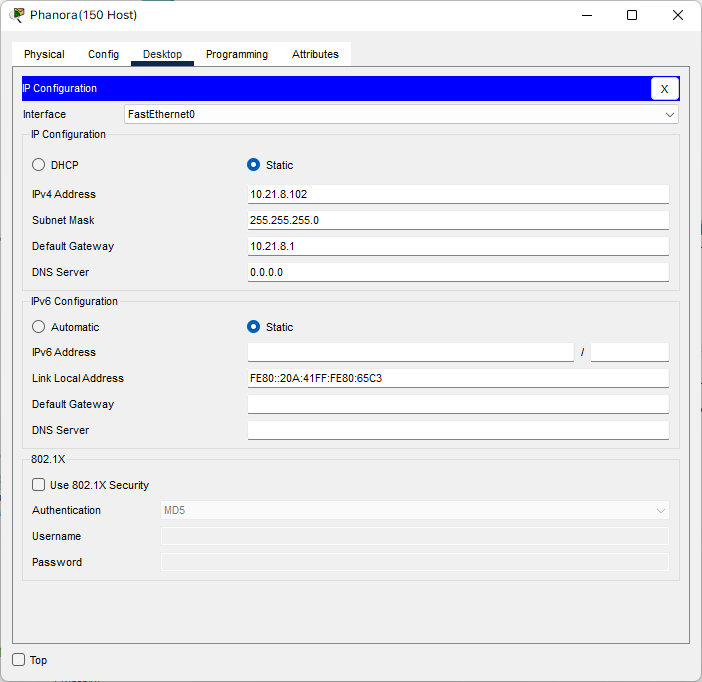 Phanora(150 Host)
Physical Config Desktop Programming Attributes
IP Configuration X
Interface FastEthernet0
IP Configuration
DHCP Static
IPv4 Address 10.21.8.102
Subnet Mask 255.255.255.0
Default Gateway 10.21.8.1
DNS Server 0.0.0.0
IPv6 Configuration
Automatic Static
IPv6 Address /
Link Local Address FE80::20A:41FF:FE80:65C3
Default Gateway
DNS Server
802.1X
Use 802.1X Security
Authentication MD5
Username
Password
Top